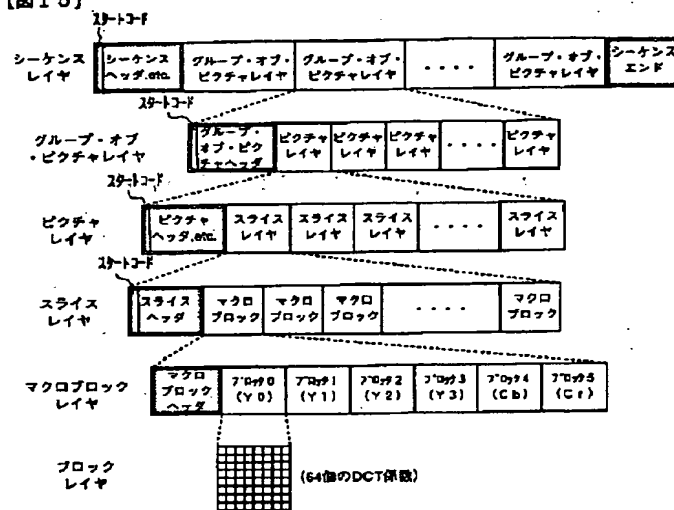 【図15】
スタートコード
シーケンス
レイヤ
シーケンス
ヘッダ.etc.
グループ・オブ・
ピクチャレイヤ
グループ・オブ・
ピクチャレイヤ
・・・・
グループ・オブ・
ピクチャレイヤ
シーケンス
エンド
スタートコード
グループ・オブ
・ピクチャレイヤ
グループ・
オブ・ピク
チャヘッダ
ピクチャ
レイヤ
ピクチャ
レイヤ
ピクチャ
レイヤ
・・・・
ピクチャ
レイヤ
スタートコード
ピクチャ
レイヤ
ピクチャ
ヘッダ.etc.
スライス
レイヤ
エライス
レイヤ
スライス
レイヤ
・・・・
スライス
レイヤ
スタートコード
スライス
レイヤ
スライス
ヘッダ
マクロ
ブロック
マクロ
ブロック
マクロ
ブロック
・・・・
マクロ
ブロック
マクロブロック
レイヤ
マクロ
ブロック
ヘッダ
ブロック0
(Y0)
ブロック1
(Y1)
ブロック2
(Y2)
ブロック3
(Y3)
ブロック4
(Cb)
ブロック5
(Cr)
ブロック
レイヤ
(64個のDCT係数)